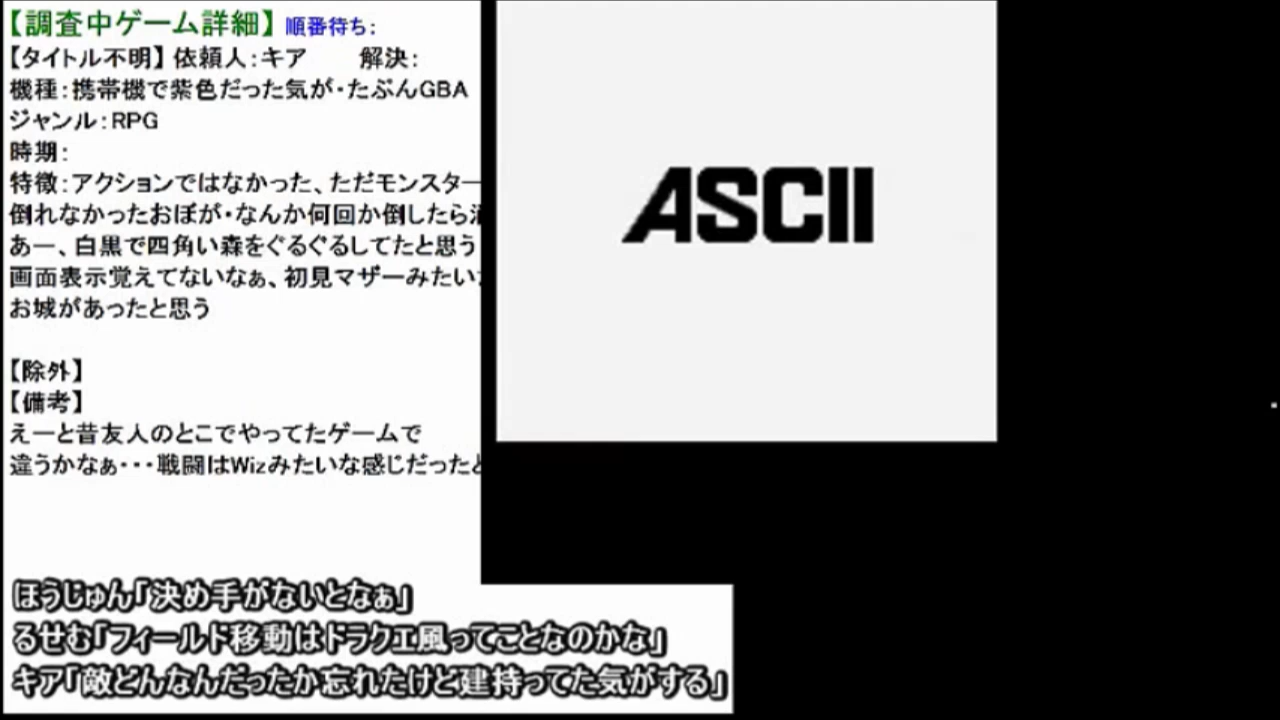 【調査中ゲーム詳細】 順番待ち：
【タイトル不明】 依頼人：キア　　解決：
機種：携帯機で紫色だった気が・たぶんGBA
ジャンル：RPG
時期：
特徴：アクションではなかった、ただモンスター
倒れなかったおぼが・なんか何回か倒したら
あー、白黒で四角い森をぐるぐるしてたと思う
画面表示覚えてないなぁ、初見マザーみたい
お城があったと思う
【除外】
【備考】
えーと昔友人のとこでやってたゲームで
違うかなぁ・・・戦闘はWizみたいな感じだったと
ASCII
ほうじゅん「決め手がないとなぁ」
るせむ「フィールド移動はドラクエ風ってことなのかな」
キア「敵どんなんだったか忘れたけど建持ってた気がする」